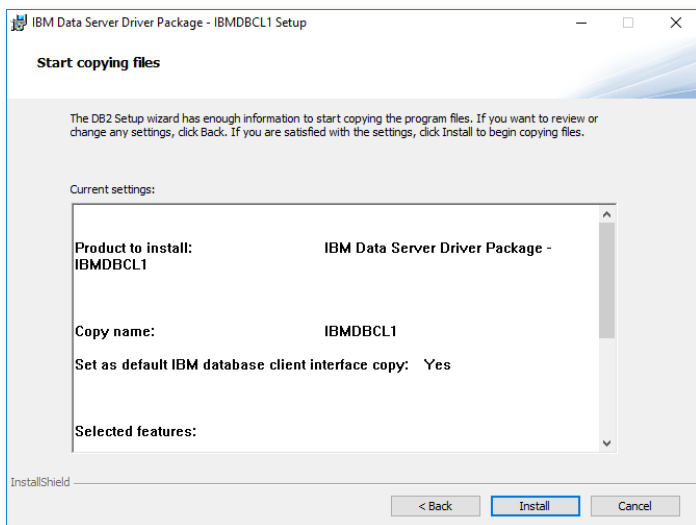 IBM Data Server Driver Package - IBMDBCL1 Setup
Start copying files
The DB2 Setup wizard has enough information to start copying the program files. If you want to review or
change any settings, click Back. If you are satisfied with the settings, click Install to begin copying files.
Current settings:
Product to install: IBM Data Server Driver Package -
IBMDBCL1
Copy name: IBMDBCL1
Set as default IBM database client interface copy: Yes
Selected features:
InstallShield
< Back Install Cancel